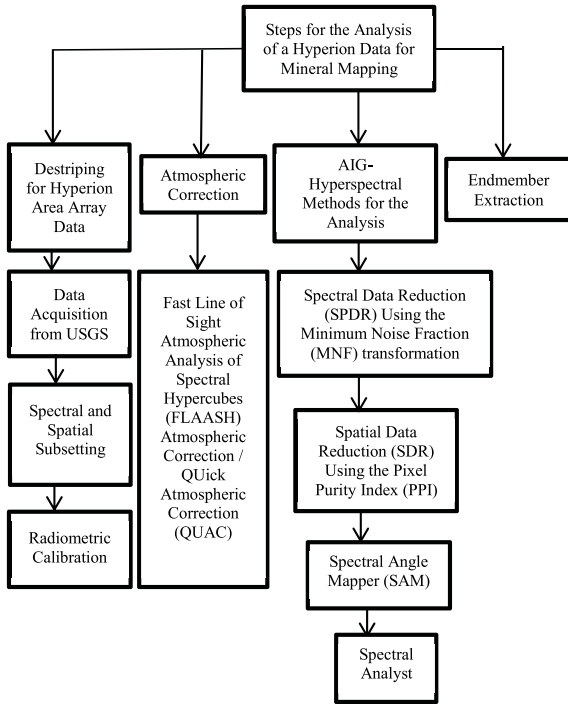 Steps for the Analysis
of a Hyperion Data for
Mineral Mapping
Destriping
for Hyperion
Area Array
Data
Atmospheric
Correction
AIG-
Hyperspectral
Methods for the
Analysis
Endmember
Extraction
Data
Acquisition
from USGS
Fast Line of
Sight
Atmospheric
Analysis of
Spectral
Hypercubes
(FLAASH)
Atmospheric
Correction /
QUick
Atmospheric
Correction
(QUAC)
Spectral Data Reduction
(SPDR) Using the
Minimum Noise Fraction
(MNF) transformation
Spectral and
Spatial
Subsetting
Spatial Data
Reduction (SDR)
Using the Pixel
Purity Index (PPI)
Radiometric
Calibration
Spectral Angle
Mapper (SAM)
Spectral
Analyst